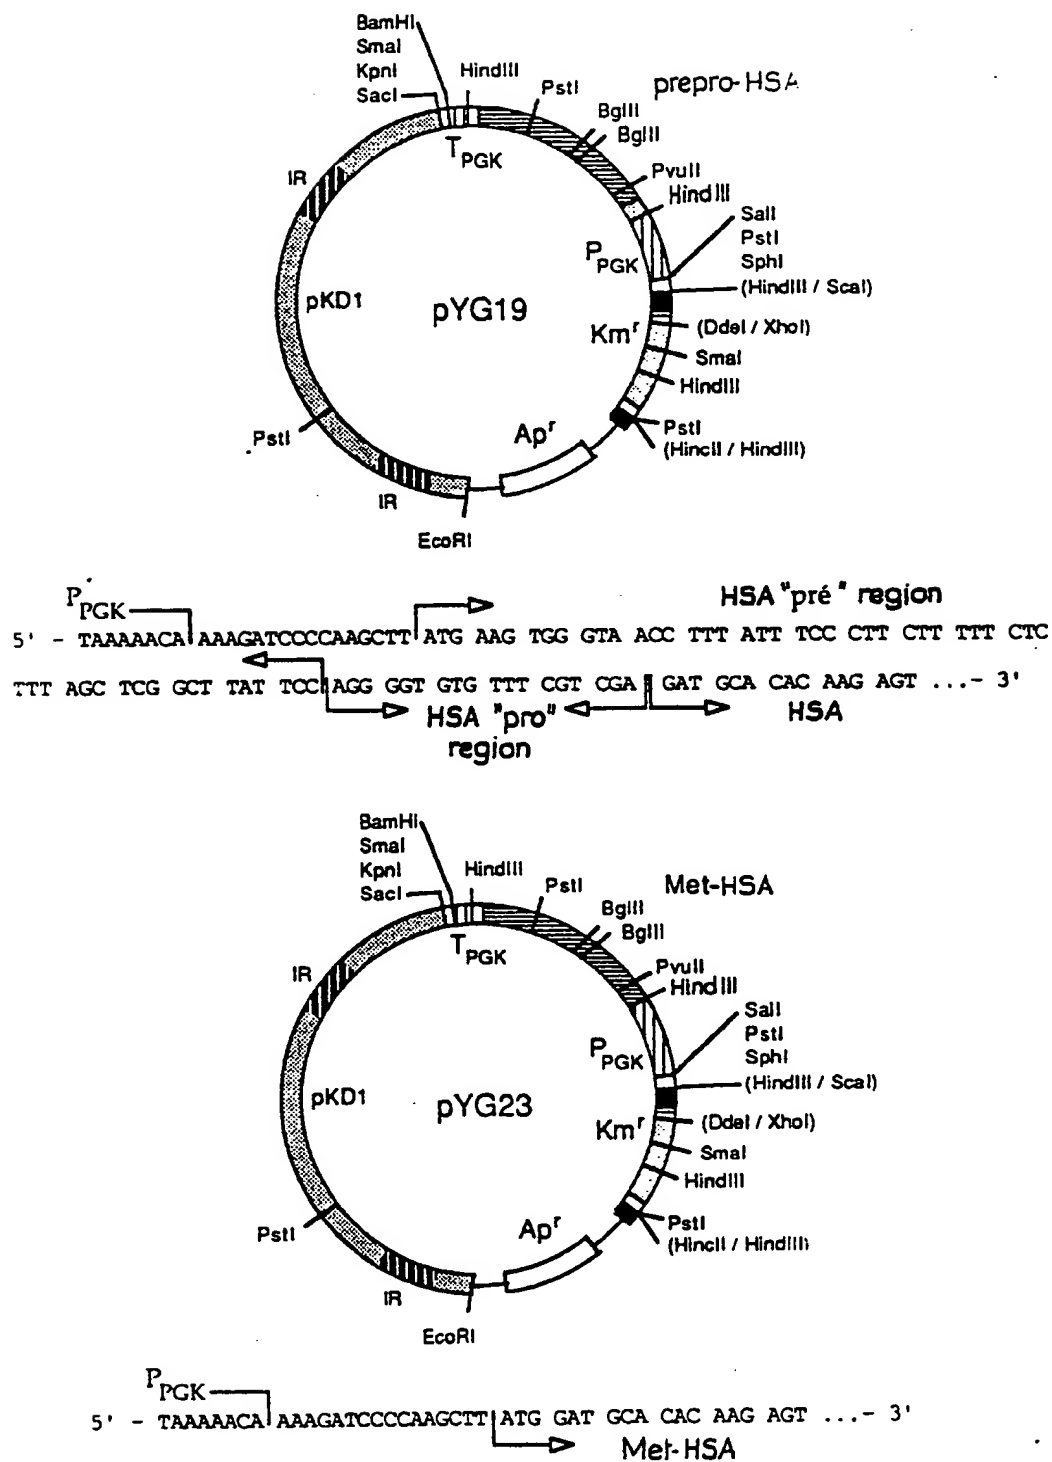 BamHI
SmaI
KpnI
SacI
HindIII
PstI
prepro-HSA
BglII
BglII
PvuII
HindIII
SalI
PstI
SphI
(HindIII / ScaI)
(DdeI / XhoI)
SmaI
HindIII
PstI
(HincII / HindIII)
T PGK
IR
P PGK
pKD1
pYG19
Km r
Ap r
PstI
IR
EcoRI
P PGK
HSA "pré" region
5' - TAAAAACA AAAGATCCCCAAGCTT ATG AAG TGG GTA ACC TTT ATT TCC CTT CTT TTT CTC
TTT AGC TCG GCT TAT TCC AGG GGT GTG TTT CGT CGA GAT GCA CAC AAG AGT ...- 3'
HSA "pro" region
HSA
BamHI
SmaI
KpnI
SacI
HindIII
PstI
Met-HSA
BglII
BglII
PvuII
HindIII
SalI
PstI
SphI
(HindIII / ScaI)
(DdeI / XhoI)
SmaI
HindIII
PstI
(HincII / HindIII)
T PGK
IR
P PGK
pKD1
pYG23
Km r
Ap r
PstI
IR
EcoRI
P PGK
5' - TAAAAACA AAAGATCCCCAAGCTT ATG GAT GCA CAC AAG AGT ...- 3'
Met-HSA